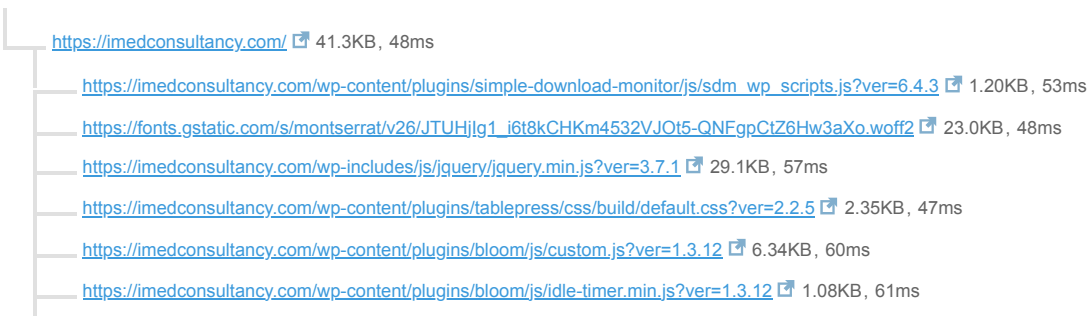 https://imedconsultancy.com/ 41.3KB, 48ms
https://imedconsultancy.com/wp-content/plugins/simple-download-monitor/js/sdm_wp_scripts.js?ver=6.4.3 1.20KB, 53ms
https://fonts.gstatic.com/s/montserrat/v26/JTUHjIg1_i6t8kCHKm4532VJOt5-QNFgpCtZ6Hw3aXo.woff2 23.0KB, 48ms
https://imedconsultancy.com/wp-includes/js/jquery/jquery.min.js?ver=3.7.1 29.1KB, 57ms
https://imedconsultancy.com/wp-content/plugins/tablepress/css/build/default.css?ver=2.2.5 2.35KB, 47ms
https://imedconsultancy.com/wp-content/plugins/bloom/js/custom.js?ver=1.3.12 6.34KB, 60ms
https://imedconsultancy.com/wp-content/plugins/bloom/js/idle-timer.min.js?ver=1.3.12 1.08KB, 61ms